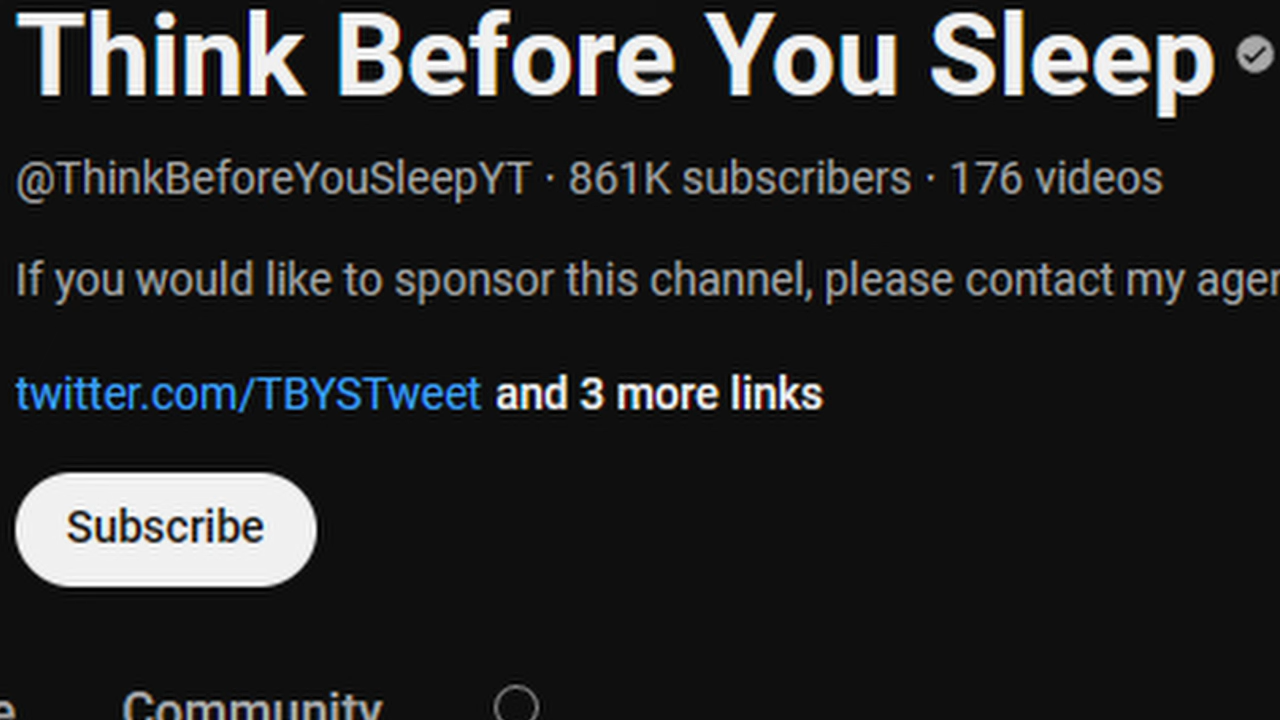 Think Before You Sleep
@ThinkBeforeYouSleepYT · 861K subscribers · 176 videos
If you would like to sponsor this channel, please contact my
twitter.com/TBYSTweet and 3 more links
Subscribe
Community